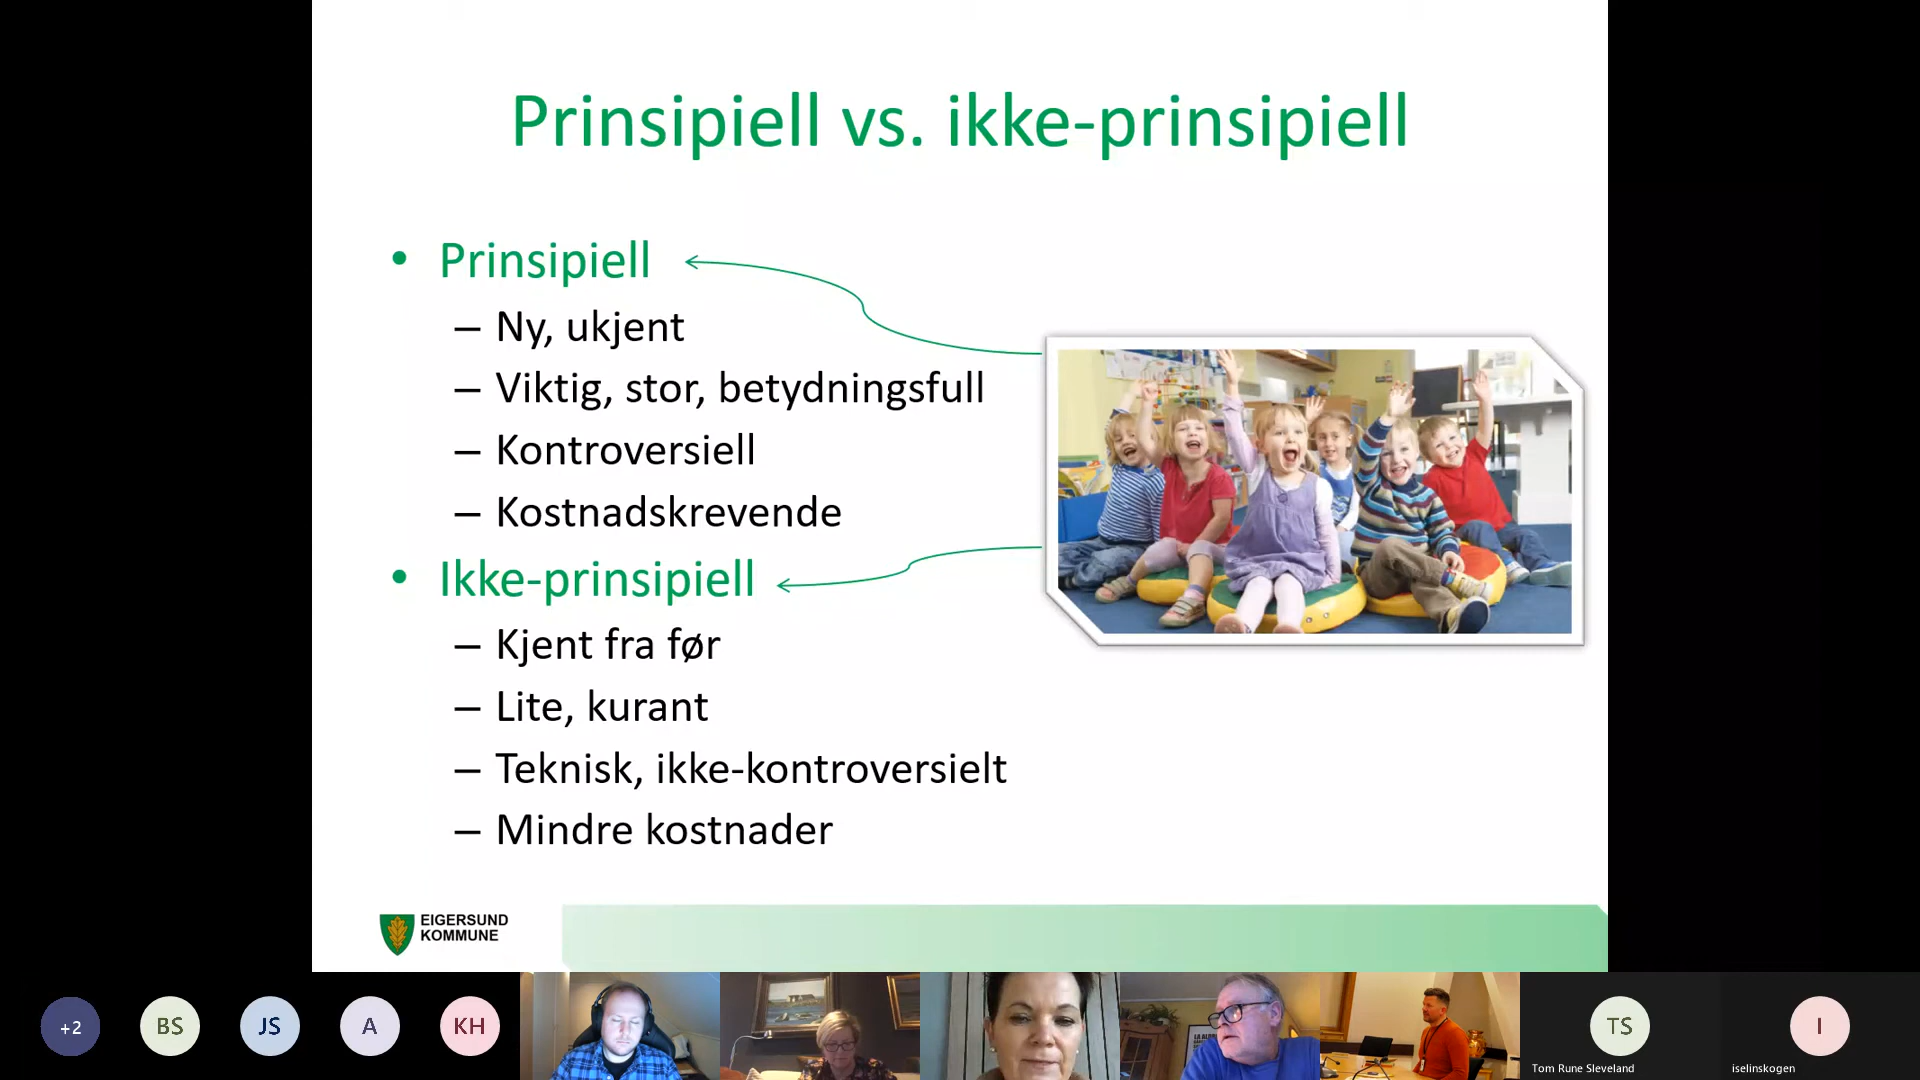 Prinsipiell vs. ikke-prinsipiell
• Prinsipiell
– Ny, ukjent
– Viktig, stor, betydningsfull
– Kontroversiell
– Kostnadskrevende
• Ikke-prinsipiell
– Kjent fra før
– Lite, kurant
– Teknisk, ikke-kontroversielt
– Mindre kostnader
EIGERSUND
KOMMUNE
+2
BS
JS
A
KH
TS
I
Tom Rune Sleveland
iselinskogen